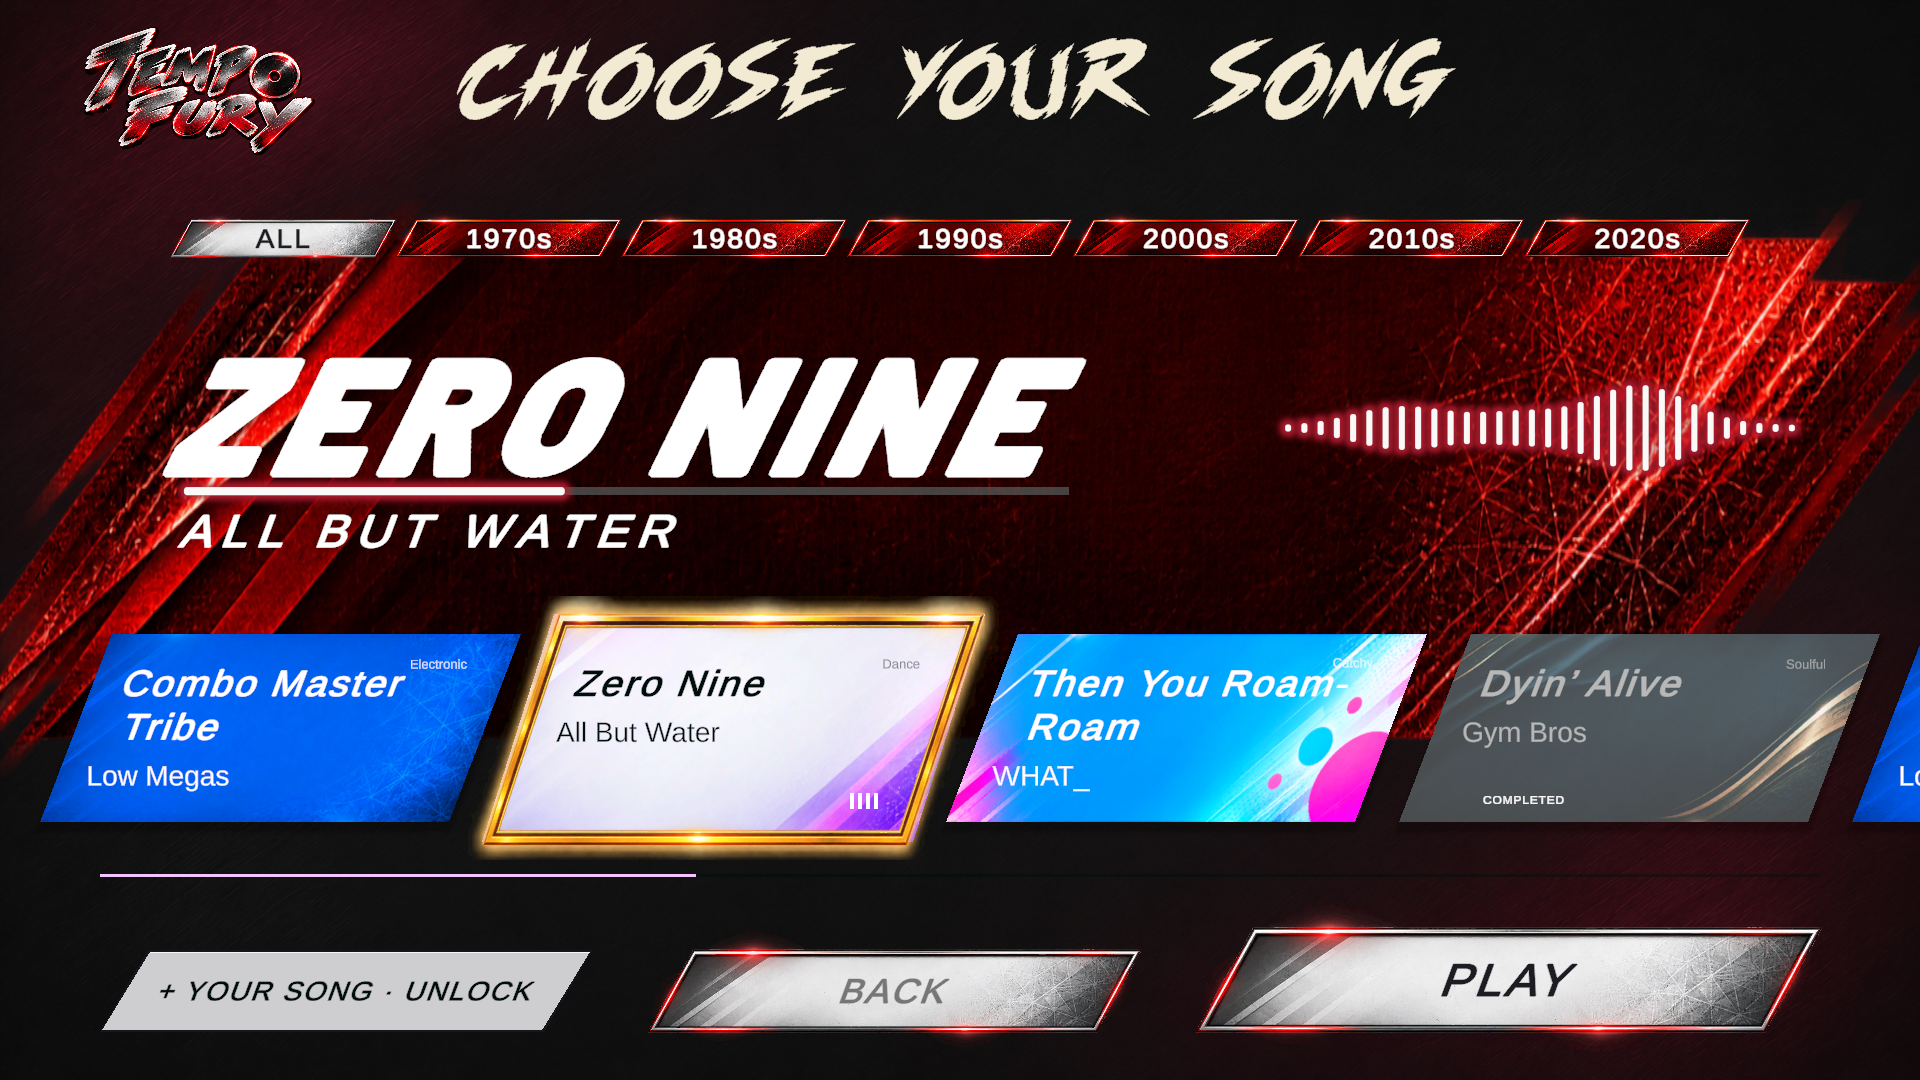 TEMPO
FURY
CHOOSE YOUR SONG
ALL
1970s
1980s
1990s
2000s
2010s
2020s
ZERO NINE
ALL BUT WATER
Electronic
Combo Master
Tribe
Low Megas
Dance
Zero Nine
All But Water
Catchy
Then You Roam-
Roam
WHAT_
Soulful
Dyin’ Alive
Gym Bros
COMPLETED
+ YOUR SONG · UNLOCK
BACK
PLAY